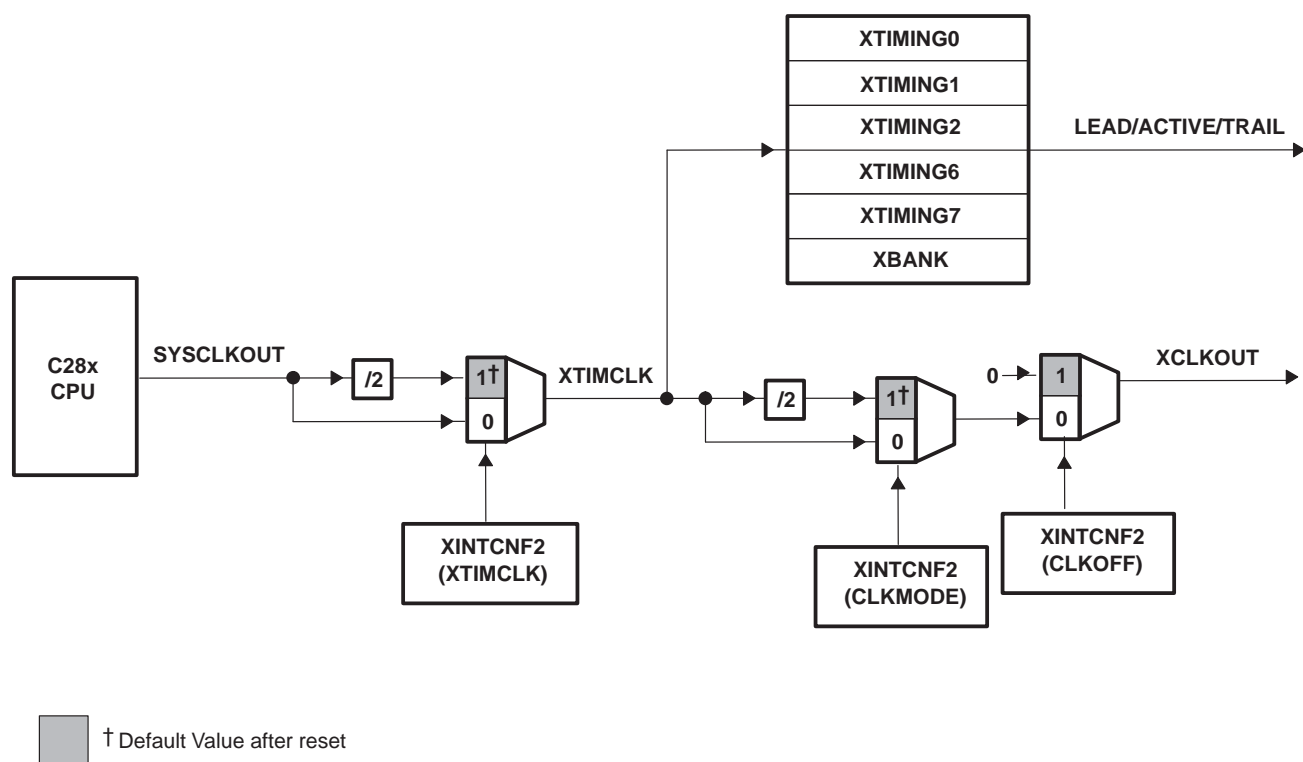 XTIMING0
XTIMING1
XTIMING2
XTIMING6
XTIMING7
XBANK
LEAD/ACTIVE/TRAIL
C28x
CPU
SYSCLKOUT
/2
1†
0
XTIMCLK
/2
1†
0
0
1
0
XCLKOUT
XINTCNF2
(XTIMCLK)
XINTCNF2
(CLKMODE)
XINTCNF2
(CLKOFF)
† Default Value after reset